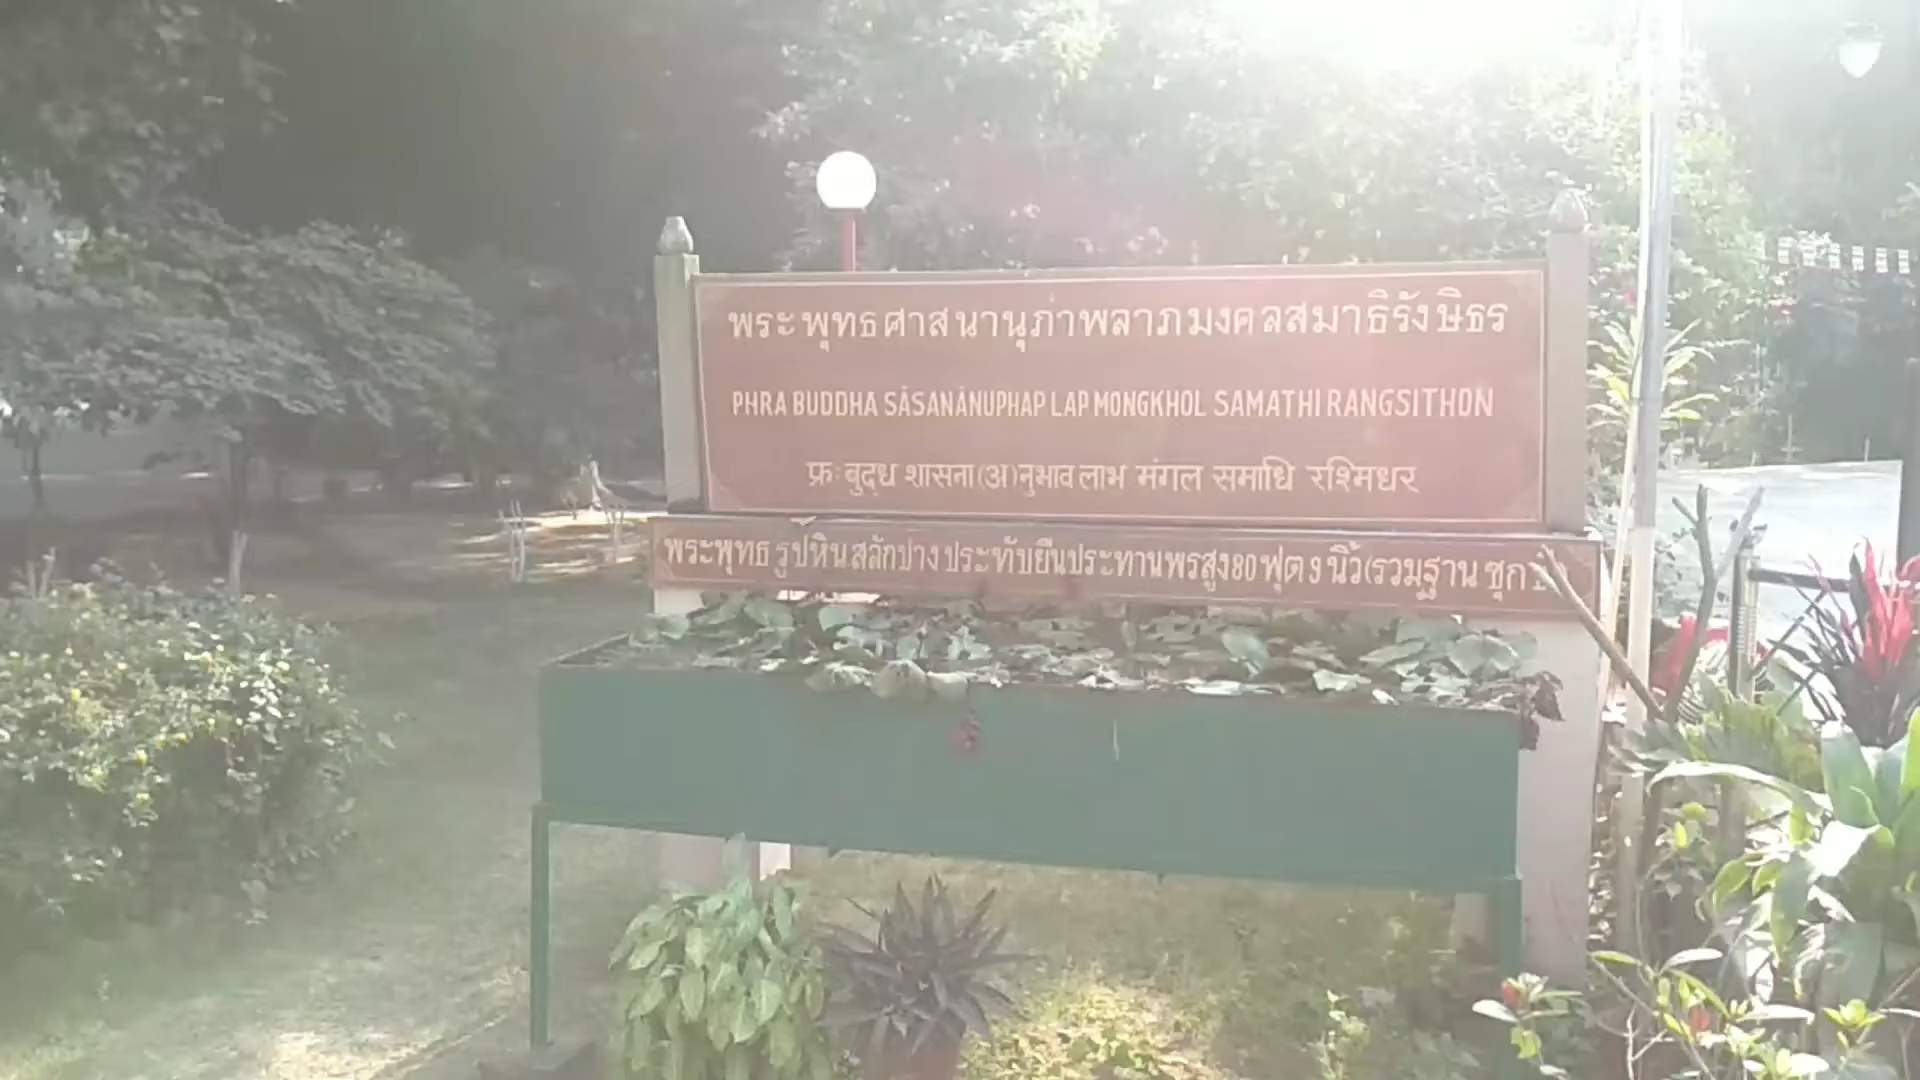 พระพุทธศาสนานุภาพลาภมงคลสมาธิรังษิธร
PHRA BUDDHA SĀSANĀNUPHAP LAP MONGKHOL SAMATHI RANGSITHON
फ्रः बुद्ध शासना(अ)नुभाव लाभ मंगल समाधि रश्मिधर
พระพุทธรูปหินสลักปางประทับยืนประทานพรสูง80ฟุต 9 นิ้ว(รวมฐานชุก